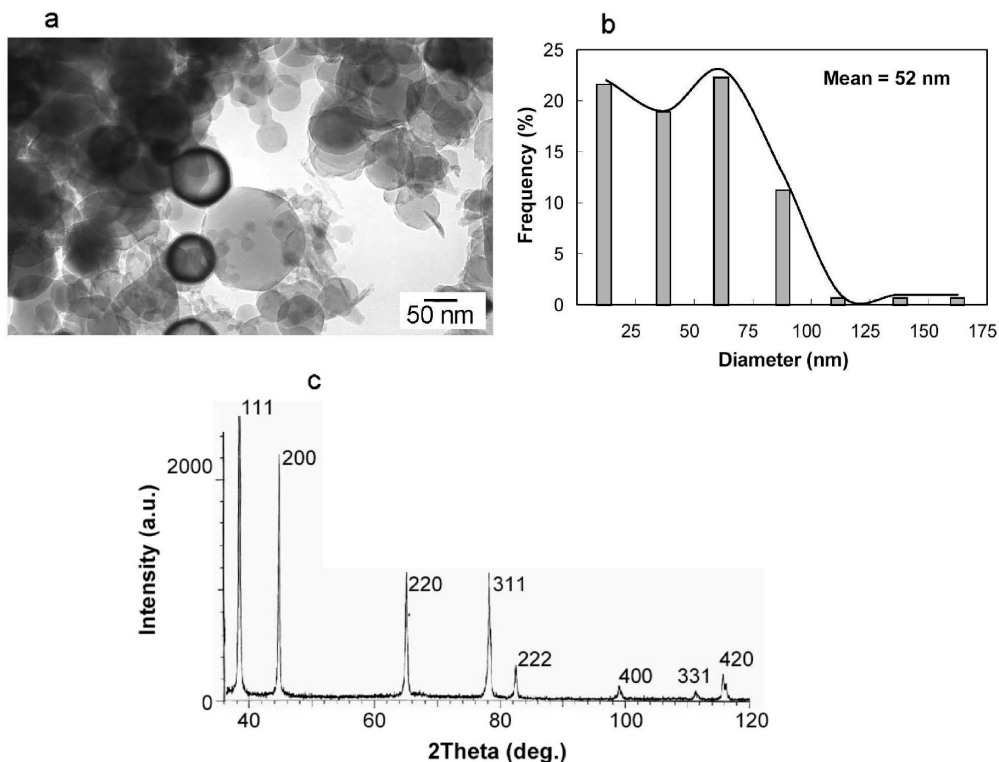 a
50 nm
b
Mean = 52 nm
Frequency (%)
25
20
15
10
5
0
25 50 75 100 125 150 175
Diameter (nm)
c
Intensity (a.u.)
2000
0
111
200
220
311
222
400
331
420
40 60 80 100 120
2Theta (deg.)